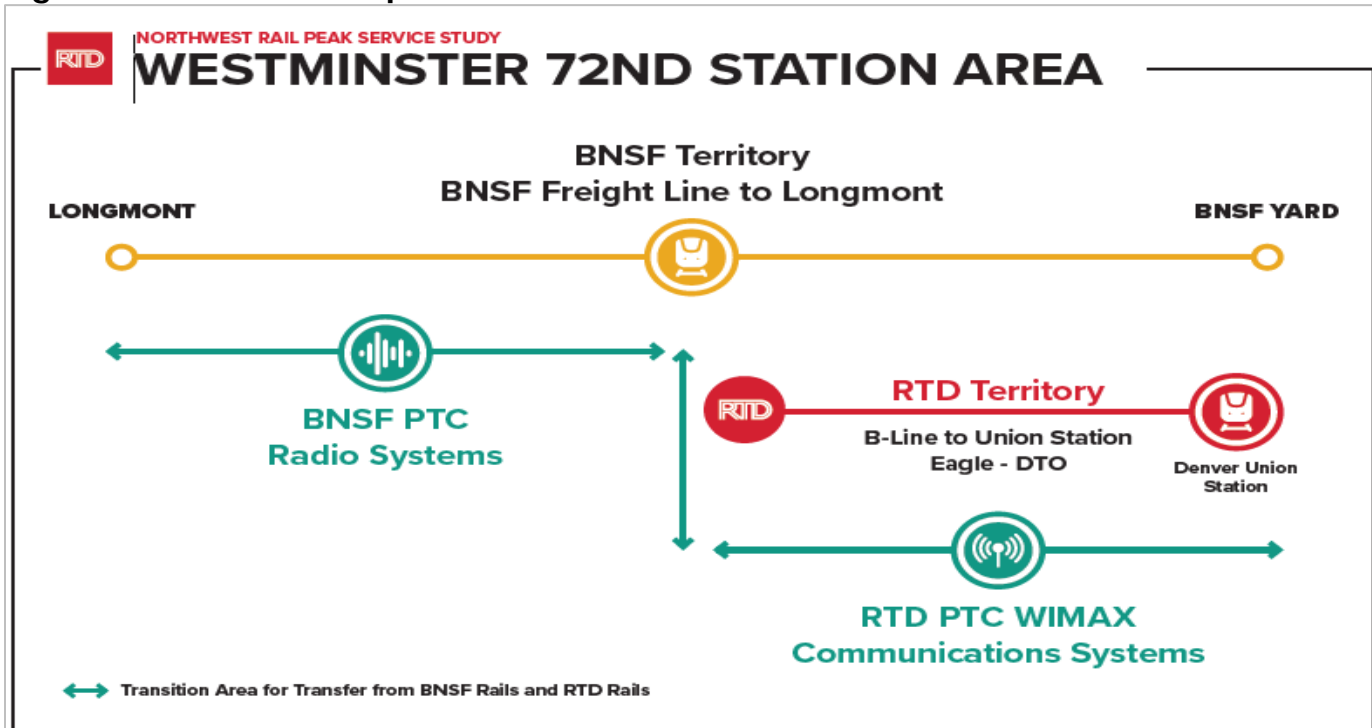 RTD
NORTHWEST RAIL PEAK SERVICE STUDY
WESTMINSTER 72ND STATION AREA
BNSF Territory
BNSF Freight Line to Longmont
LONGMONT
BNSF YARD
BNSF PTC
Radio Systems
RTD
RTD Territory
B-Line to Union Station
Eagle - DTO
Denver Union
Station
RTD PTC WIMAX
Communications Systems
Transition Area for Transfer from BNSF Rails and RTD Rails